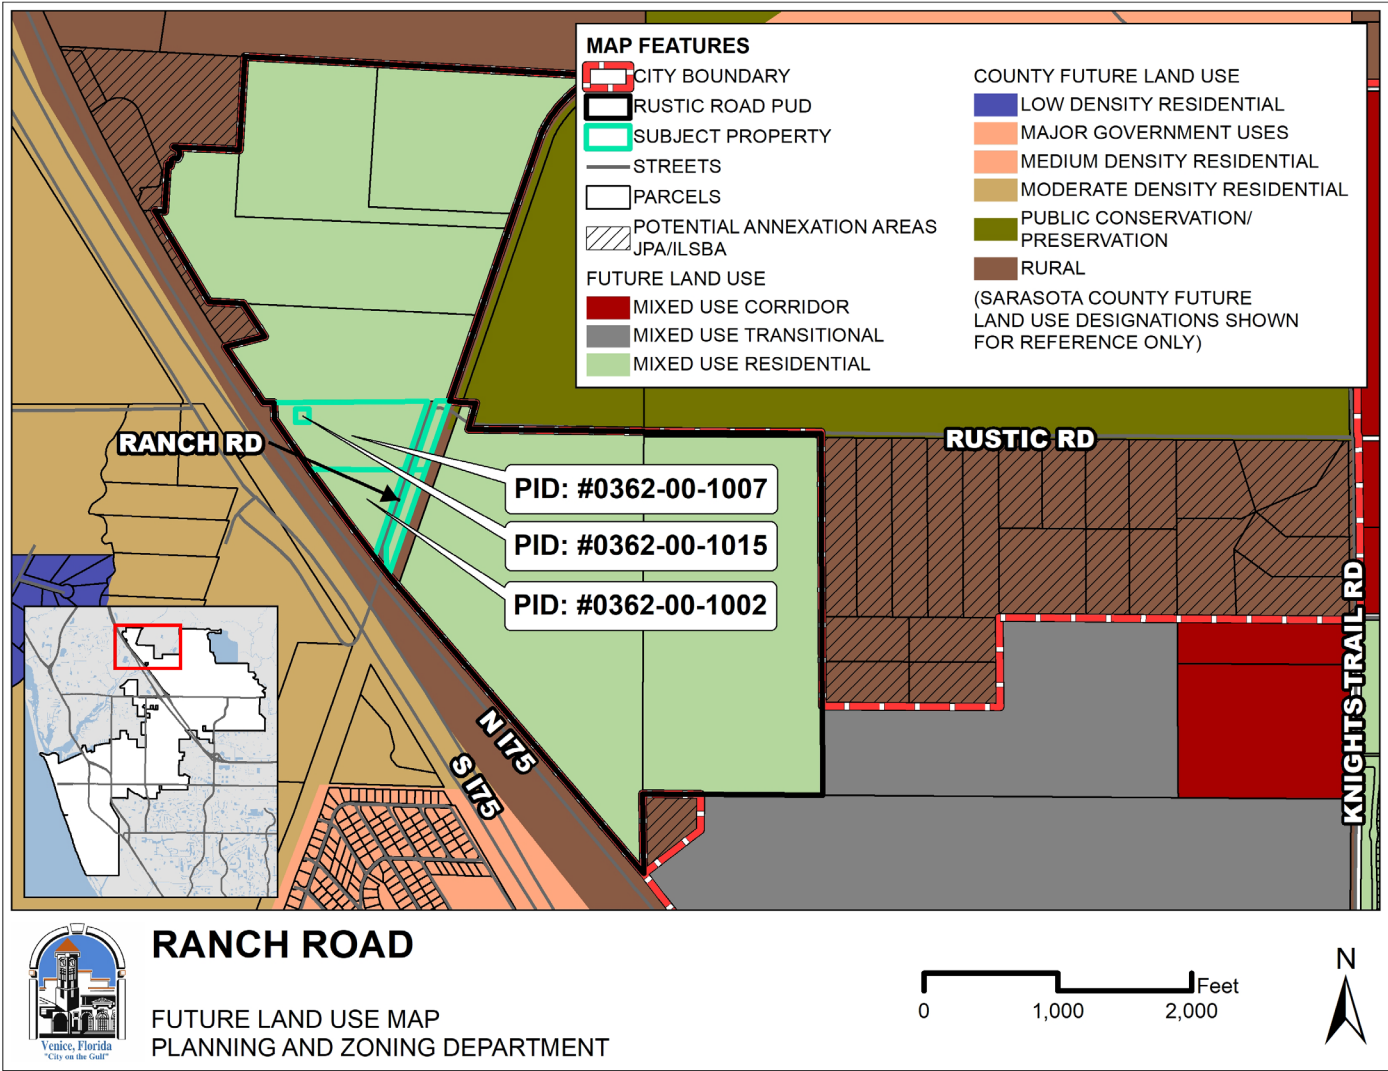 MAP FEATURES
CITY BOUNDARY
RUSTIC ROAD PUD
SUBJECT PROPERTY
STREETS
PARCELS
POTENTIAL ANNEXATION AREAS
JPA/ILSBA
FUTURE LAND USE
MIXED USE CORRIDOR
MIXED USE TRANSITIONAL
MIXED USE RESIDENTIAL
COUNTY FUTURE LAND USE
LOW DENSITY RESIDENTIAL
MAJOR GOVERNMENT USES
MEDIUM DENSITY RESIDENTIAL
MODERATE DENSITY RESIDENTIAL
PUBLIC CONSERVATION/
PRESERVATION
RURAL
(SARASOTA COUNTY FUTURE
LAND USE DESIGNATIONS SHOWN
FOR REFERENCE ONLY)
RANCH RD
RUSTIC RD
PID: #0362-00-1007
PID: #0362-00-1015
PID: #0362-00-1002
KNIGHTS TRAIL RD
N I75
S I75
RANCH ROAD
FUTURE LAND USE MAP
PLANNING AND ZONING DEPARTMENT
Venice, Florida
"City on the Gulf"
Feet
0 1,000 2,000
N